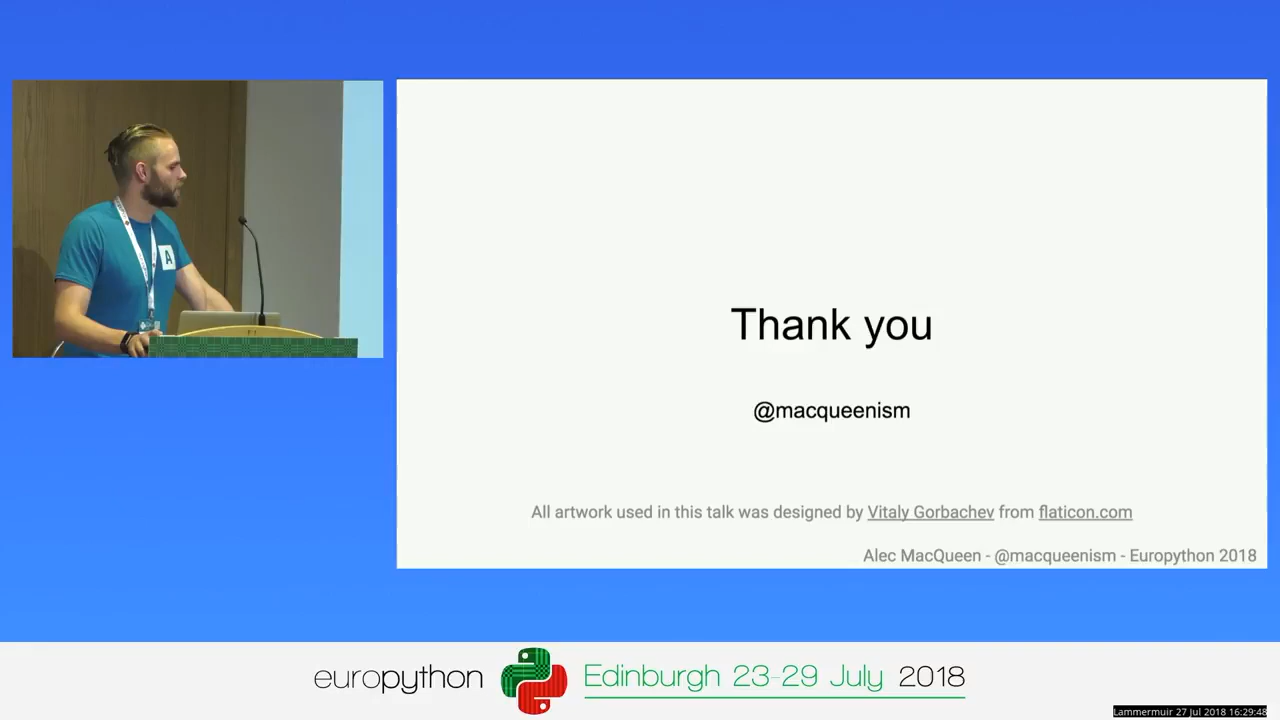 A
Thank you
@macqueenism
All artwork used in this talk was designed by Vitaly Gorbachev from flaticon.com
Alec MacQueen - @macqueenism - Europython 2018
europython
Edinburgh 23-29 July 2018
Lammermuir 27 Jul 2018 16:29:48